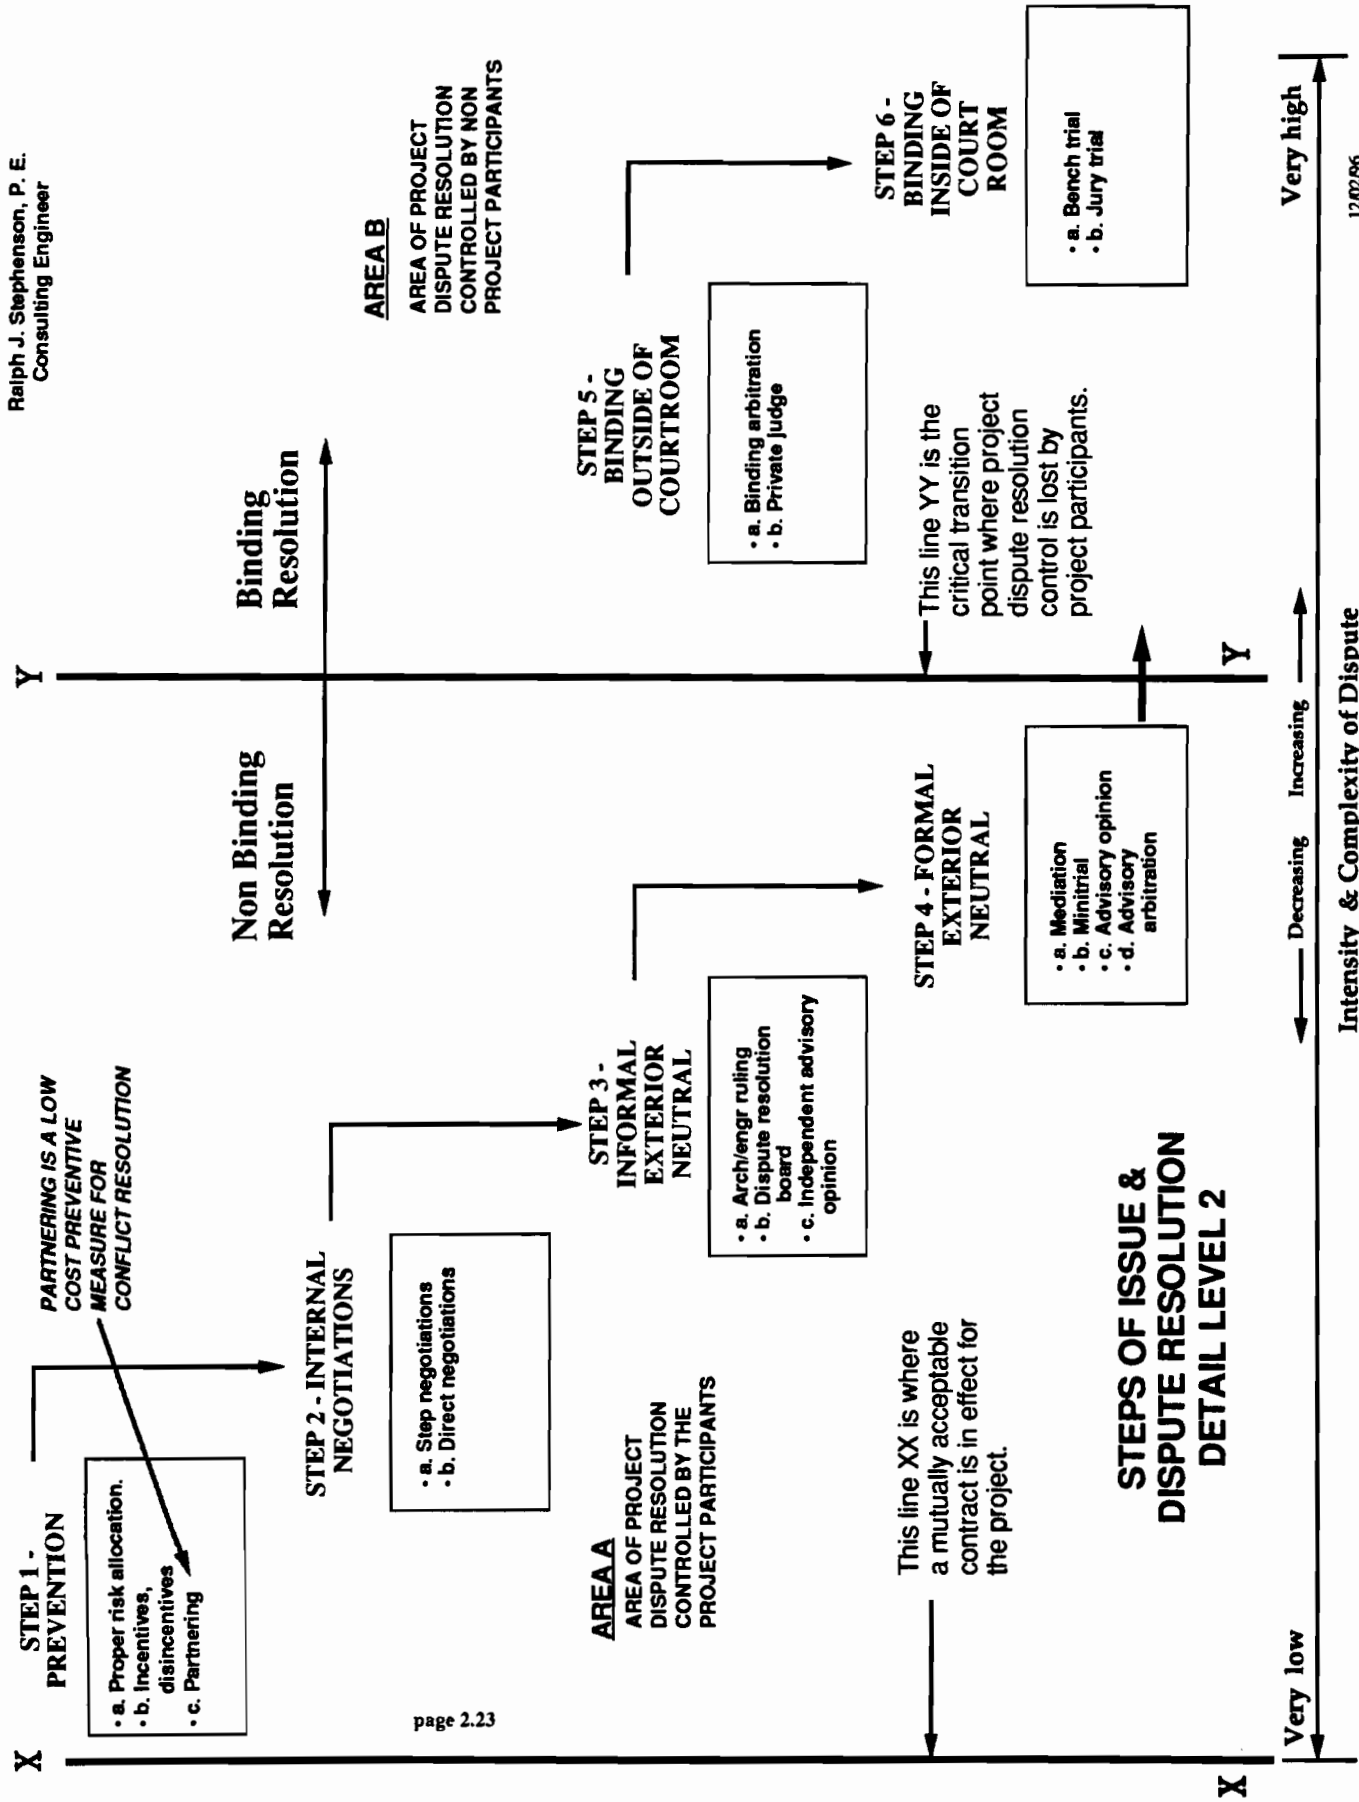 Ralph J. Stephenson, P. E.
Consulting Engineer
X
Y
STEP 1 -
PREVENTION
• a. Proper risk allocation.
• b. Incentives,
disincentives
• c. Partnering
PARTNERING IS A LOW
COST PREVENTIVE
MEASURE FOR
CONFLICT RESOLUTION
Non Binding
Resolution
Binding
Resolution
STEP 2 - INTERNAL
NEGOTIATIONS
• a. Step negotiations
• b. Direct negotiations
AREA B
AREA OF PROJECT
DISPUTE RESOLUTION
CONTROLLED BY NON
PROJECT PARTICIPANTS
page 2.23
AREA A
AREA OF PROJECT
DISPUTE RESOLUTION
CONTROLLED BY THE
PROJECT PARTICIPANTS
STEP 3 -
INFORMAL
EXTERIOR
NEUTRAL
• a. Arch/engr ruling
• b. Dispute resolution
board
• c. Independent advisory
opinion
STEP 5 -
BINDING
OUTSIDE OF
COURTROOM
• a. Binding arbitration
• b. Private judge
This line XX is where
a mutually acceptable
contract is in effect for
the project.
STEP 4 - FORMAL
EXTERIOR
NEUTRAL
• a. Mediation
• b. Minitrial
• c. Advisory opinion
• d. Advisory
arbitration
This line YY is the
critical transition
point where project
dispute resolution
control is lost by
project participants.
STEP 6 -
BINDING
INSIDE OF
COURT
ROOM
• a. Bench trial
• b. Jury trial
STEPS OF ISSUE &
DISPUTE RESOLUTION
DETAIL LEVEL 2
X
Y
Very low
Decreasing
Increasing
Very high
Intensity & Complexity of Dispute
12/02/96